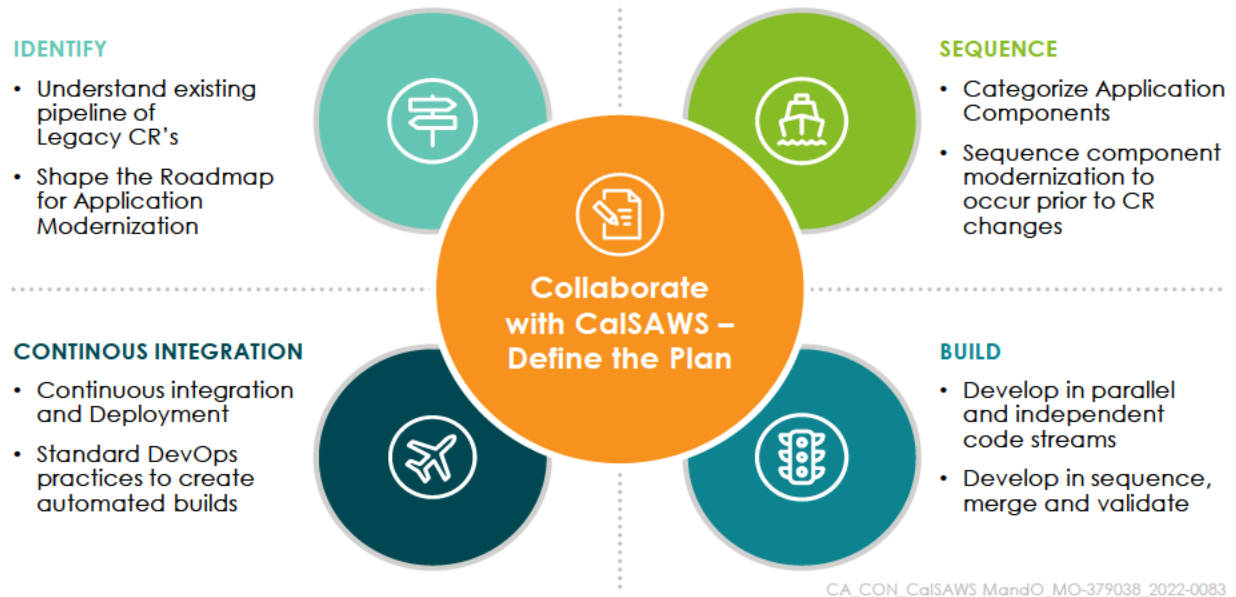 IDENTIFY
• Understand existing
pipeline of
Legacy CR's
• Shape the Roadmap
for Application
Modernization
SEQUENCE
• Categorize Application
Components
• Sequence component
modernization to
occur prior to CR
changes
Collaborate
with CalSAWS –
Define the Plan
CONTINOUS INTEGRATION
• Continuous integration
and Deployment
• Standard DevOps
practices to create
automated builds
BUILD
• Develop in parallel
and independent
code streams
• Develop in sequence,
merge and validate
CA_CON_CalSAWS MandO_MO-379038_2022-0083